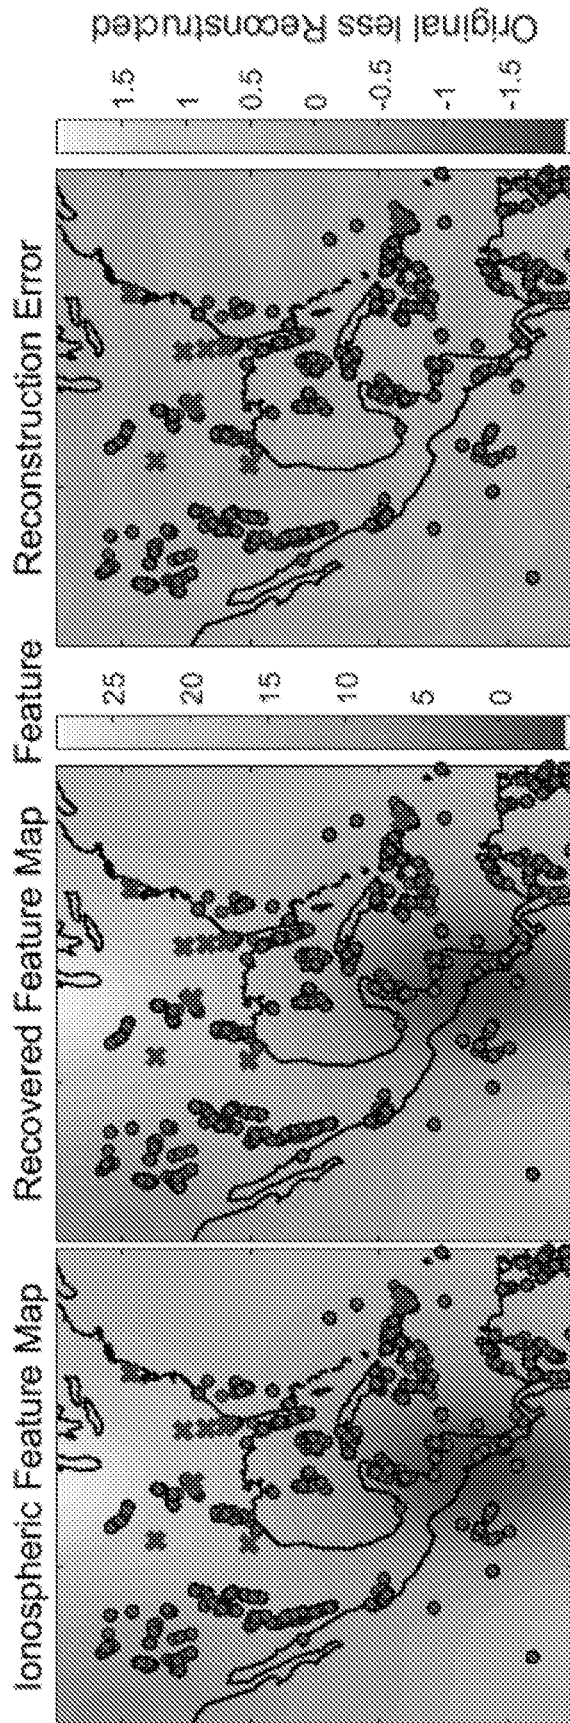 Ionospheric Feature Map
Recovered Feature Map
Feature
Reconstruction Error
25
20
15
10
5
0
1.5
1
0.5
0
-0.5
-1
-1.5
Original less Reconstructed